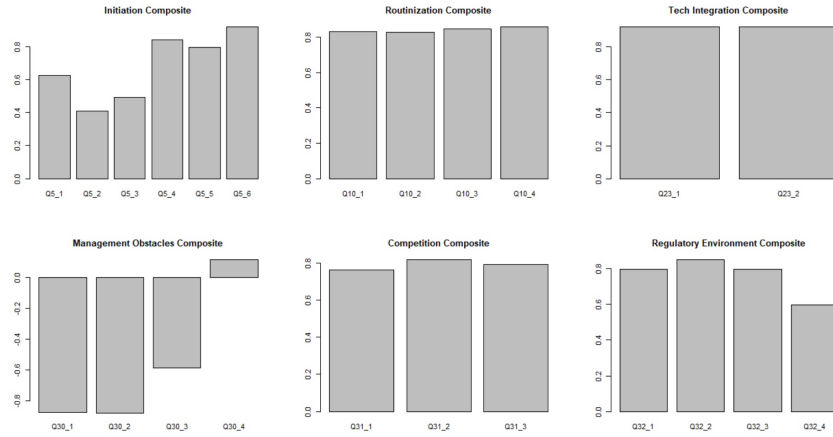 Initiation Composite
0.0 0.2 0.4 0.6 0.8
Q5_1 Q5_2 Q5_3 Q5_4 Q5_5 Q5_6
Routinization Composite
0.0 0.2 0.4 0.6 0.8
Q10_1 Q10_2 Q10_3 Q10_4
Tech Integration Composite
0.0 0.2 0.4 0.6 0.8
Q23_1 Q23_2
Management Obstacles Composite
-0.8 -0.6 -0.4 -0.2 0.0
Q30_1 Q30_2 Q30_3 Q30_4
Competition Composite
0.0 0.2 0.4 0.6 0.8
Q31_1 Q31_2 Q31_3
Regulatory Environment Composite
0.0 0.2 0.4 0.6 0.8
Q32_1 Q32_2 Q32_3 Q32_4